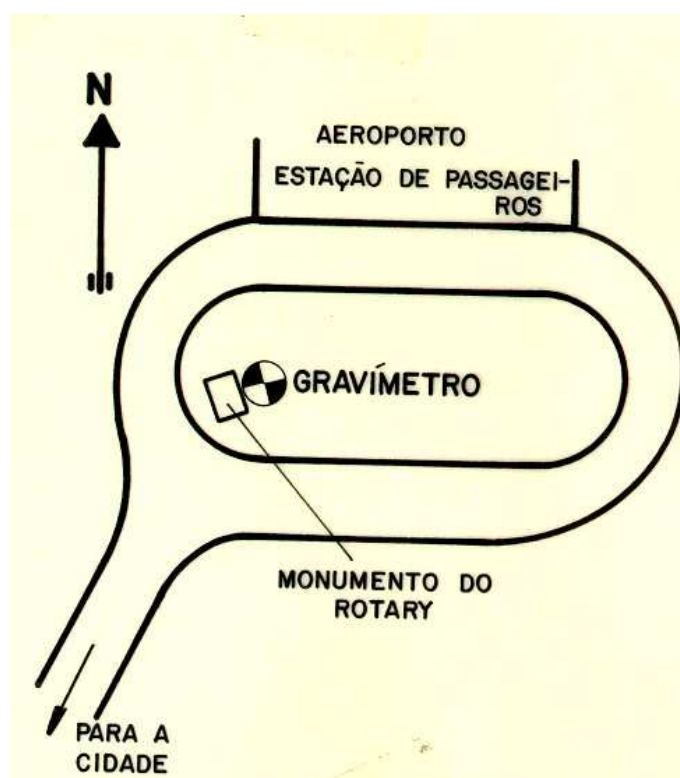 N
AEROPORTO
ESTAÇÃO DE PASSAGEI-
ROS
GRAVÍMETRO
MONUMENTO DO
ROTARY
PARA A
CIDADE